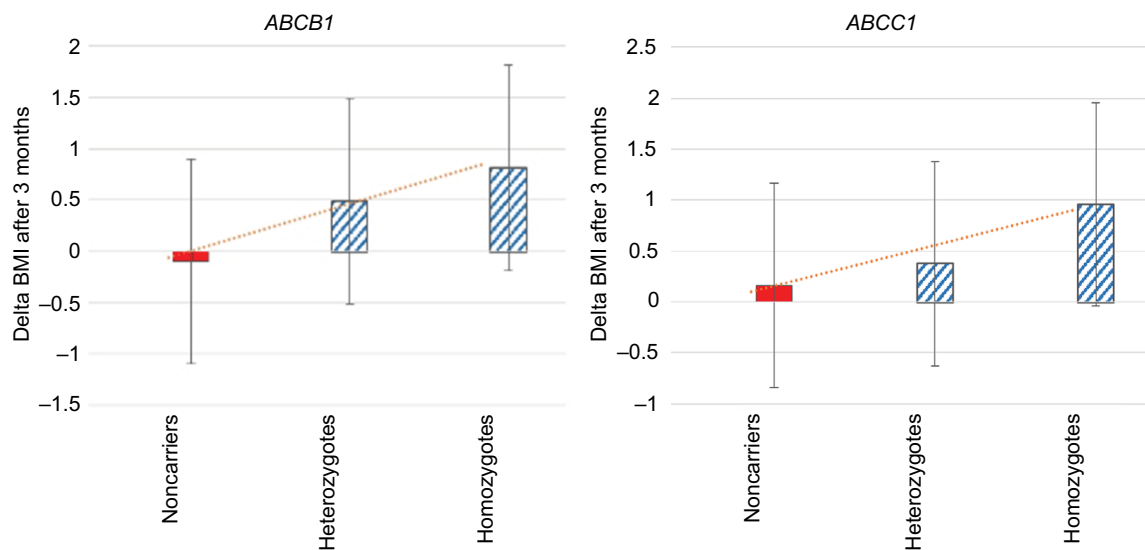 ABCB1
Delta BMI after 3 months
2
1.5
1
0.5
0
–0.5
–1
–1.5
Noncarriers
Heterozygotes
Homozygotes
ABCC1
Delta BMI after 3 months
2.5
2
1.5
1
0.5
0
–0.5
–1
Noncarriers
Heterozygotes
Homozygotes